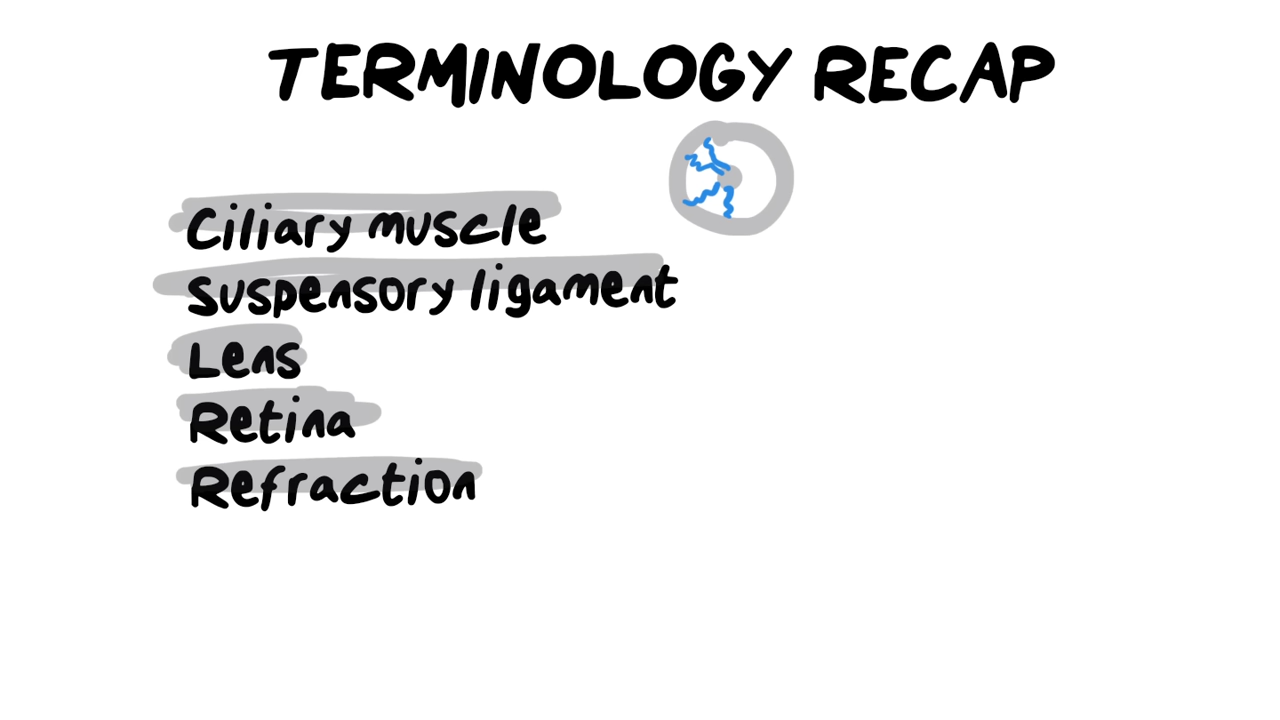 TERMINOLOGY RECAP
Ciliary muscle
Suspensory ligament
Lens
Retina
Refraction